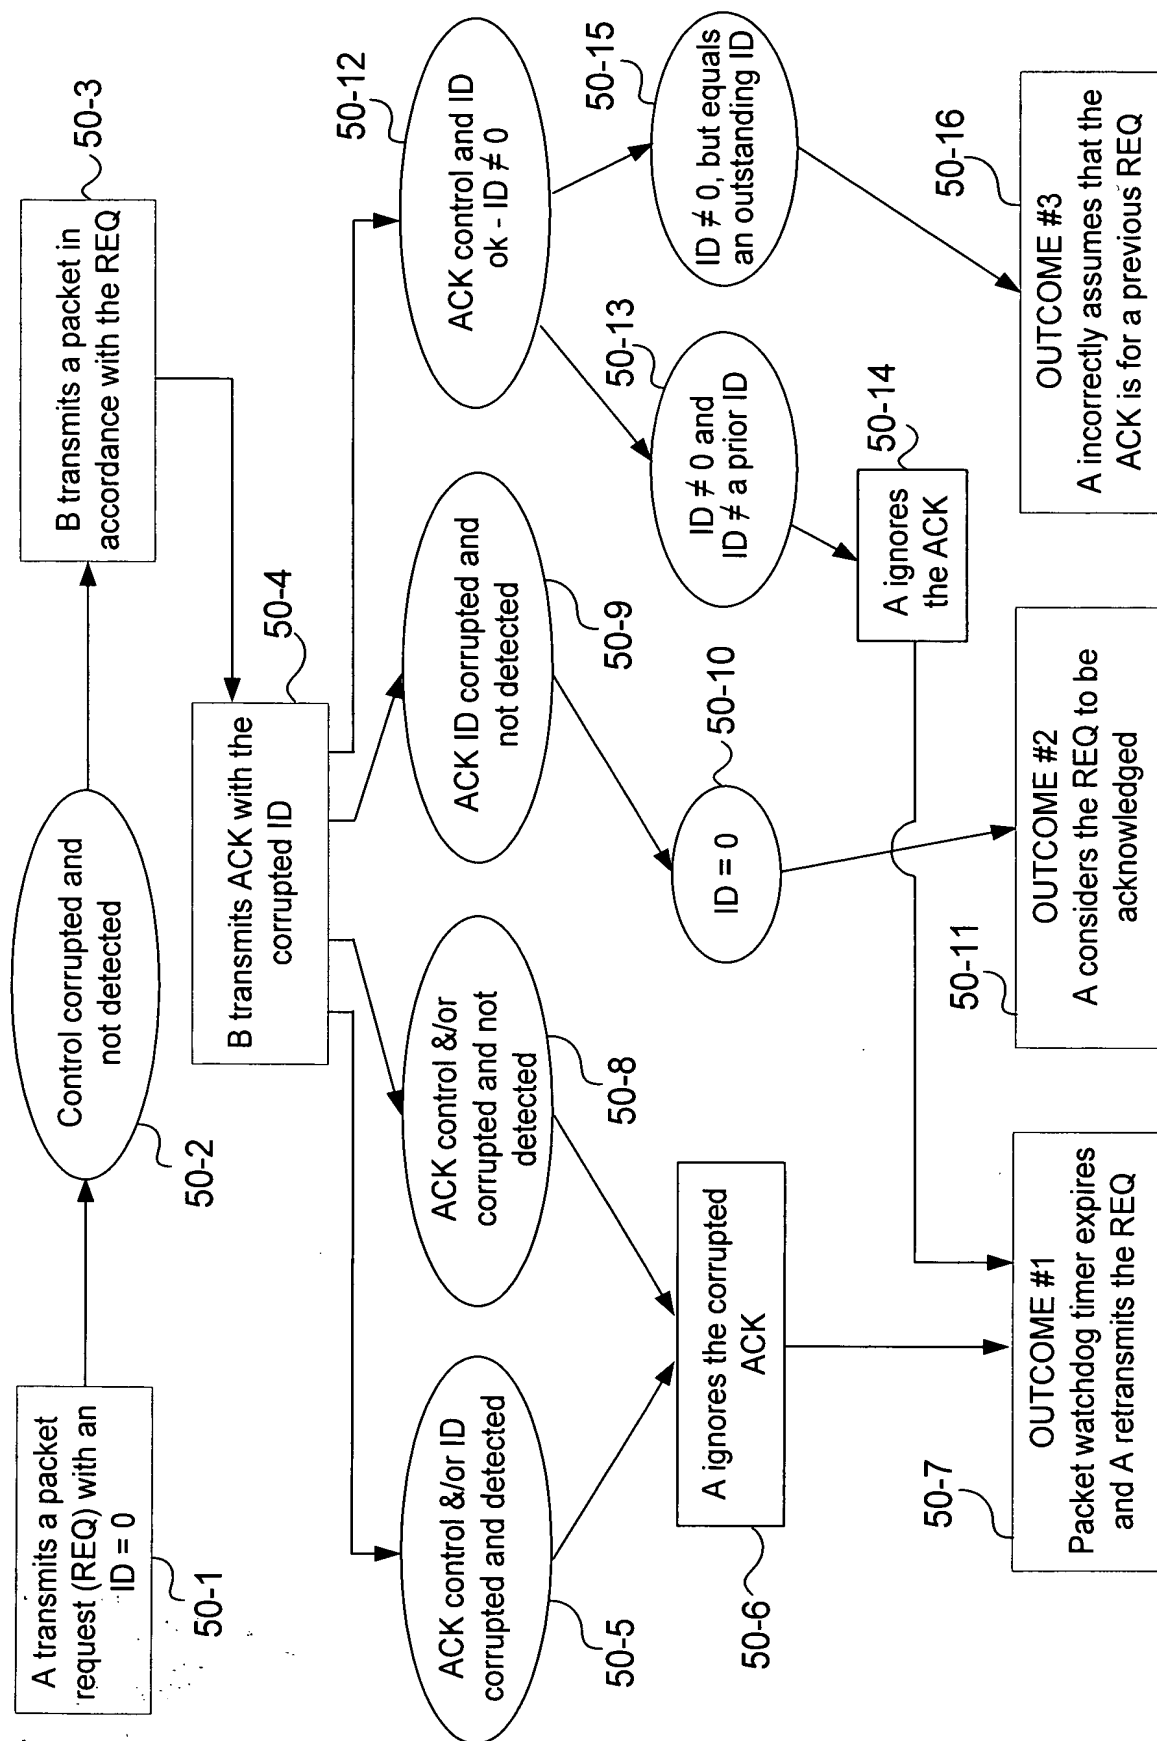 A transmits a packet
request (REQ) with an
ID = 0
50-1
Control corrupted and
not detected
50-2
B transmits a packet in
accordance with the REQ
50-3
B transmits ACK with the
corrupted ID
50-4
ACK control &/or ID
corrupted and detected
50-5
ACK control &/or
corrupted and not
detected
50-8
ACK ID corrupted and
not detected
50-9
ACK control and ID
ok - ID ≠ 0
50-12
A ignores the corrupted
ACK
50-6
ID = 0
50-10
ID ≠ 0 and
ID ≠ a prior ID
50-13
ID ≠ 0, but equals
an outstanding ID
50-15
A ignores
the ACK
50-14
OUTCOME #1
Packet watchdog timer expires
and A retransmits the REQ
50-7
OUTCOME #2
A considers the REQ to be
acknowledged
50-11
OUTCOME #3
A incorrectly assumes that the
ACK is for a previous REQ
50-16